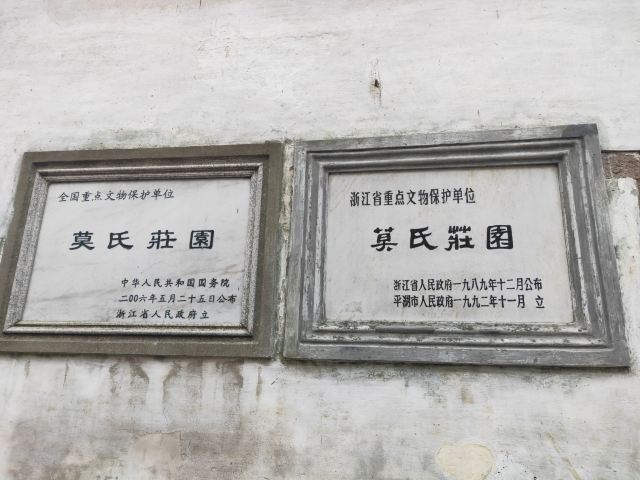 全国重点文物保护单位
莫氏莊園
中华人民共和国国务院
二00六年五月二十五日公布
浙江省人民政府立
浙江省重点文物保护单位
莫氏莊園
浙江省人民政府一九八九年十二月公布
平湖市人民政府一九九二年十一月 立